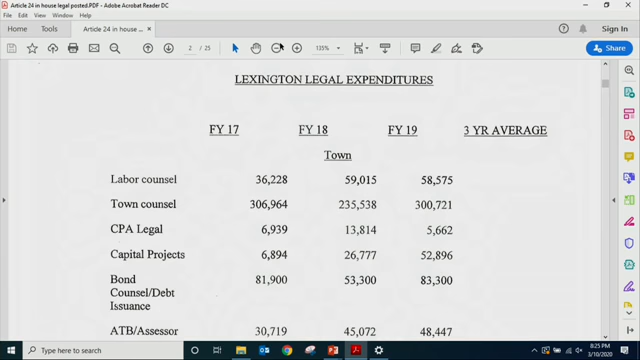 Article 24 in house legal posted.PDF - Adobe Acrobat Reader DC
File Edit View Window Help
Home Tools Article 24 in house l... × Sign In
2 / 25 135% Share
LEXINGTON LEGAL EXPENDITURES
FY 17 FY 18 FY 19 3 YR AVERAGE
Town
Labor counsel 36,228 59,015 58,575
Town counsel 306,964 235,538 300,721
CPA Legal 6,939 13,814 5,662
Capital Projects 6,894 26,777 52,896
Bond 81,900 53,300 83,300
Counsel/Debt
Issuance
ATB/Assessor 30,719 45,072 48,447
Type here to search
8:25 PM
3/10/2020